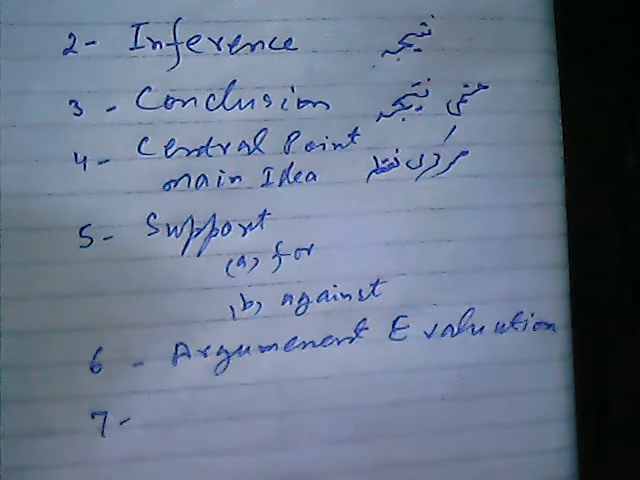 2- Inference نتیجہ
3- Conclusion حتمی نتیجہ
4- Central Point
main Idea مرکزی نقطہ
5- Support
(a) for
(b) against
6- Argumenent Evaluation
7-